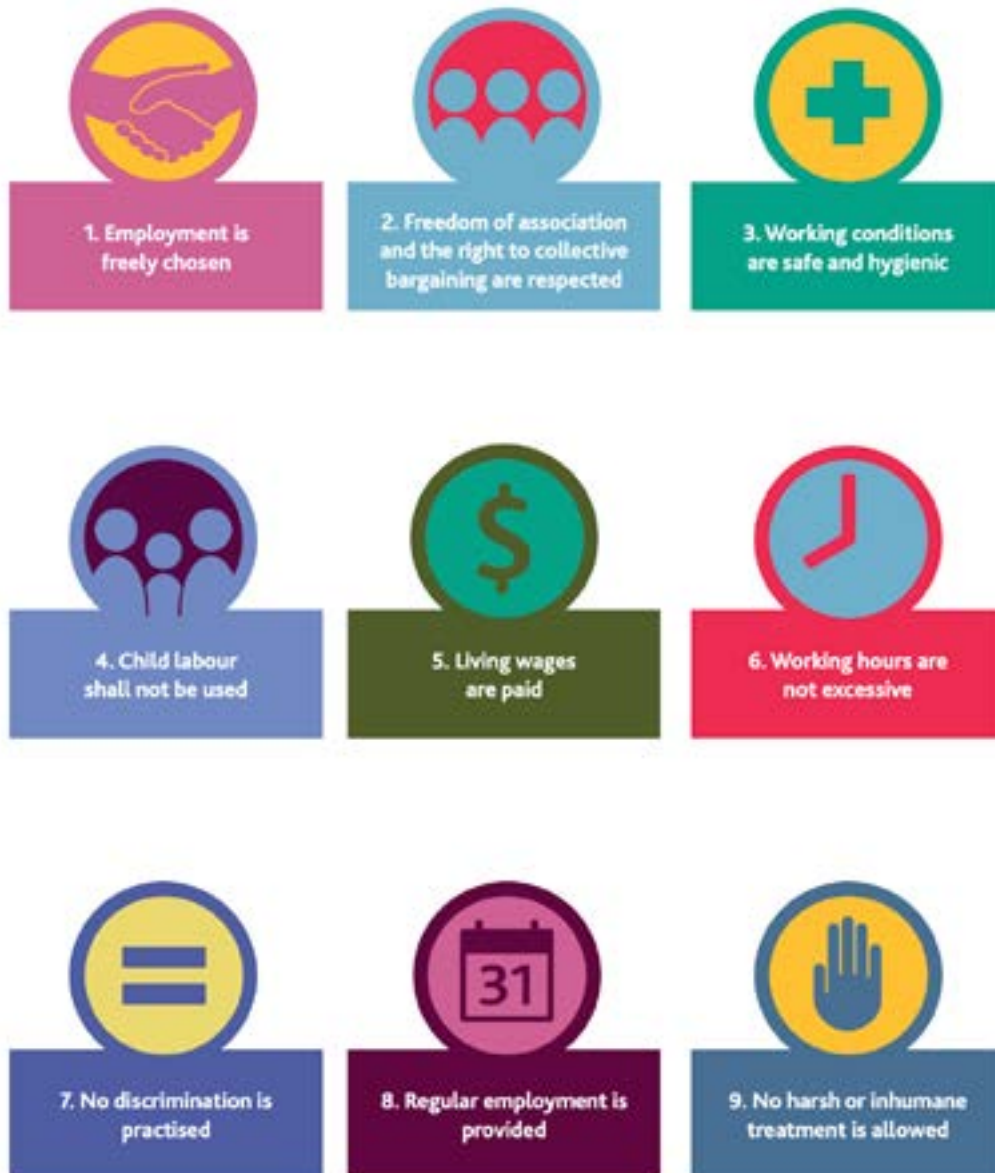 1. Employment is
freely chosen
2. Freedom of association
and the right to collective
bargaining are respected
3. Working conditions
are safe and hygienic
4. Child labour
shall not be used
$
5. Living wages
are paid
6. Working hours are
not excessive
7. No discrimination is
practised
31
8. Regular employment is
provided
9. No harsh or inhumane
treatment is allowed